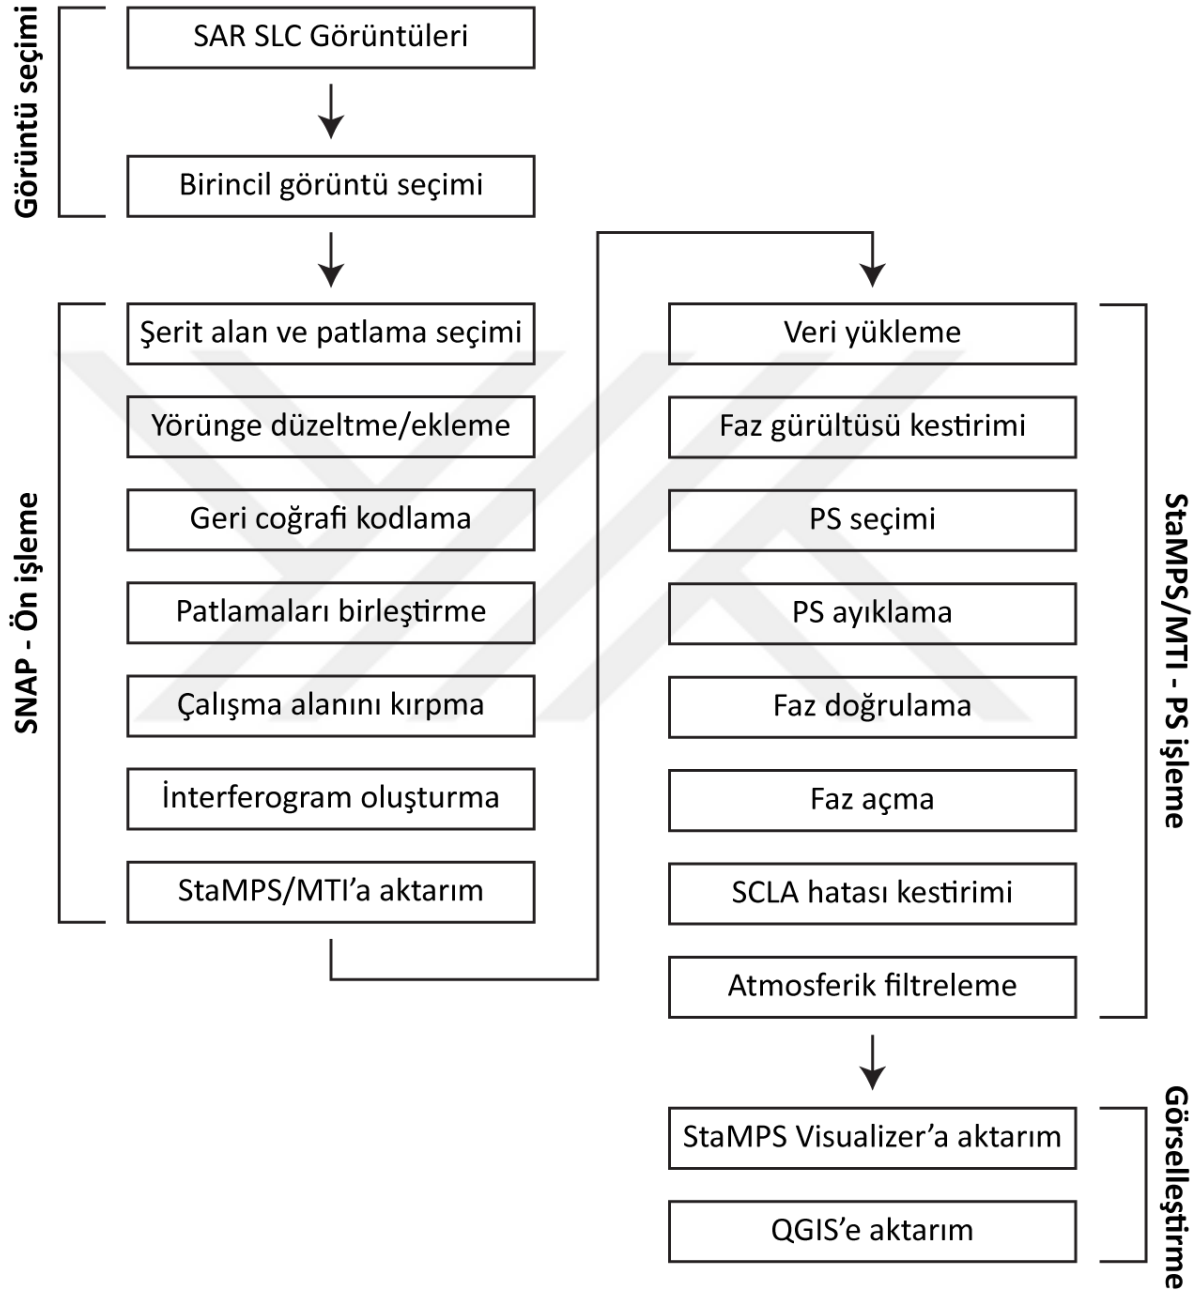 Görüntü seçimi
SAR SLC Görüntüleri
Birincil görüntü seçimi
SNAP - Ön işleme
Şerit alan ve patlama seçimi
Yörünge düzeltme/ekleme
Geri coğrafi kodlama
Patlamaları birleştirme
Çalışma alanını kırpma
İnterferogram oluşturma
StaMPS/MTI’a aktarım
StaMPS/MTI - PS işleme
Veri yükleme
Faz gürültüsü kestirimi
PS seçimi
PS ayıklama
Faz doğrulama
Faz açma
SCLA hatası kestirimi
Atmosferik filtreleme
Görselleştirme
StaMPS Visualizer’a aktarım
QGIS’e aktarım